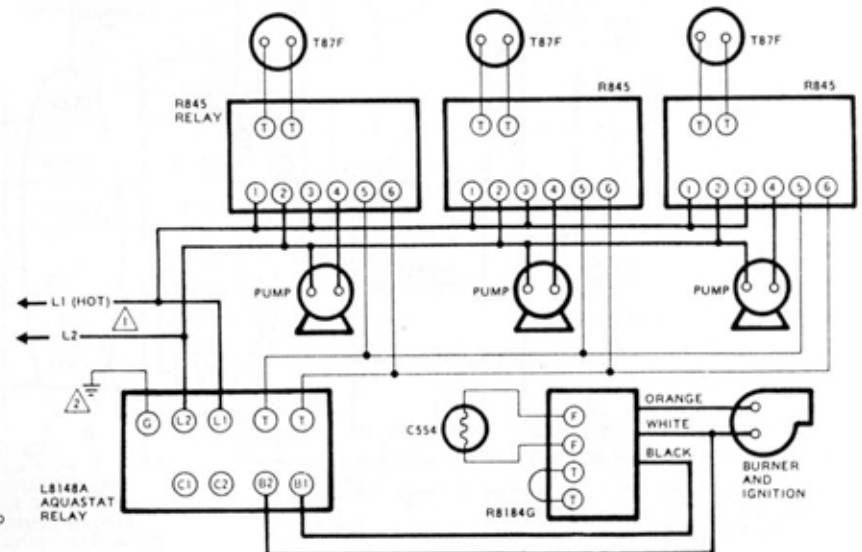 T87F
T87F
T87F
R845
RELAY
R845
R845
T T
T T
T T
1 2 3 4 5 6
1 2 3 4 5 6
1 2 3 4 5 6
PUMP
PUMP
PUMP
L1 (HOT)
1
L2
2
G L2 L1 T T
C1 C2 B2 B1
L8148A
AQUASTAT
RELAY
C554
F
F
T
T
R8184G
ORANGE
WHITE
BLACK
BURNER
AND
IGNITION